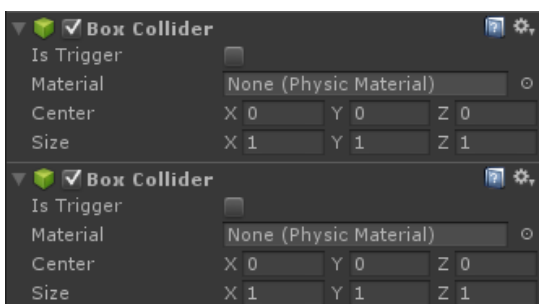 Box Collider
Is Trigger
Material None (Physic Material)
Center X 0 Y 0 Z 0
Size X 1 Y 1 Z 1
Box Collider
Is Trigger
Material None (Physic Material)
Center X 0 Y 0 Z 0
Size X 1 Y 1 Z 1